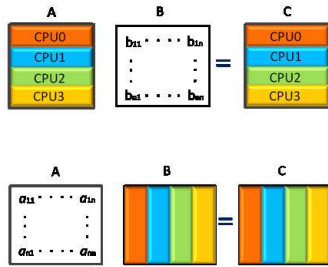 A B C
CPU0 b11 · · · · · b1n CPU0
CPU1 = CPU1
CPU2 CPU2
CPU3 bn1 · · · · bnn CPU3
A B C
a11 · · · · · a1n
=
an1 · · · · · ann